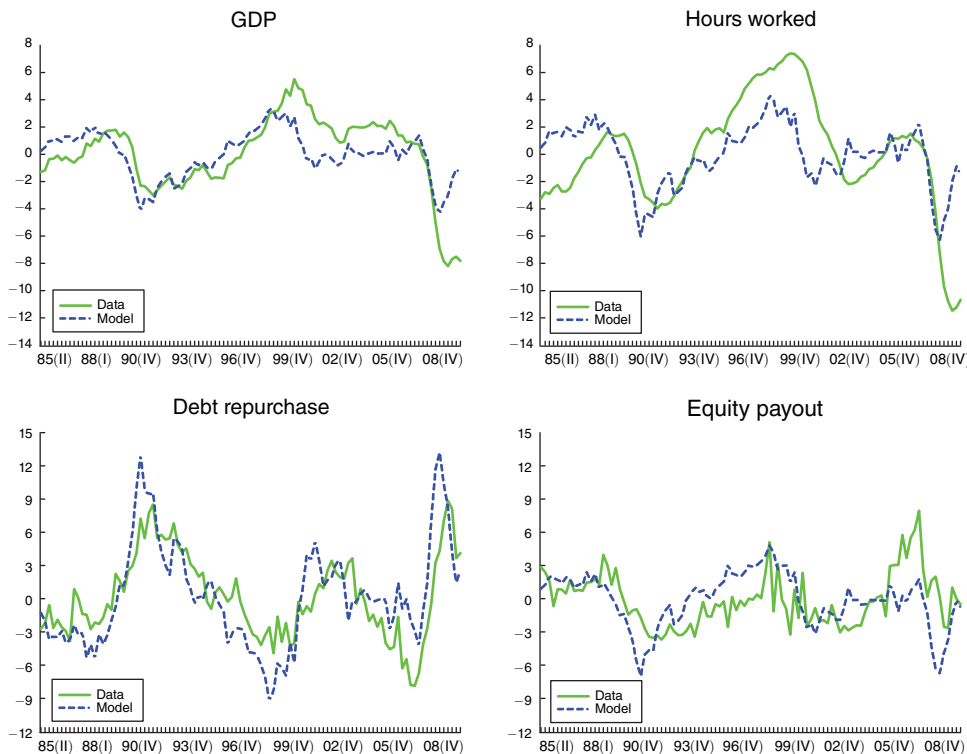 GDP
8
6
4
2
0
−2
−4
−6
−8
−10
−12
−14
Data
Model
85(II) 88(I) 90(IV) 93(IV) 96(IV) 99(IV) 02(IV) 05(IV) 08(IV)
Hours worked
8
6
4
2
0
−2
−4
−6
−8
−10
−12
−14
Data
Model
85(II) 88(I) 90(IV) 93(IV) 96(IV) 99(IV) 02(IV) 05(IV) 08(IV)
Debt repurchase
15
12
9
6
3
0
−3
−6
−9
−12
Data
Model
85(II) 88(I) 90(IV) 93(IV) 96(IV) 99(IV) 02(IV) 05(IV) 08(IV)
Equity payout
15
12
9
6
3
0
−3
−6
−9
−12
Data
Model
85(II) 88(I) 90(IV) 93(IV) 96(IV) 99(IV) 02(IV) 05(IV) 08(IV)